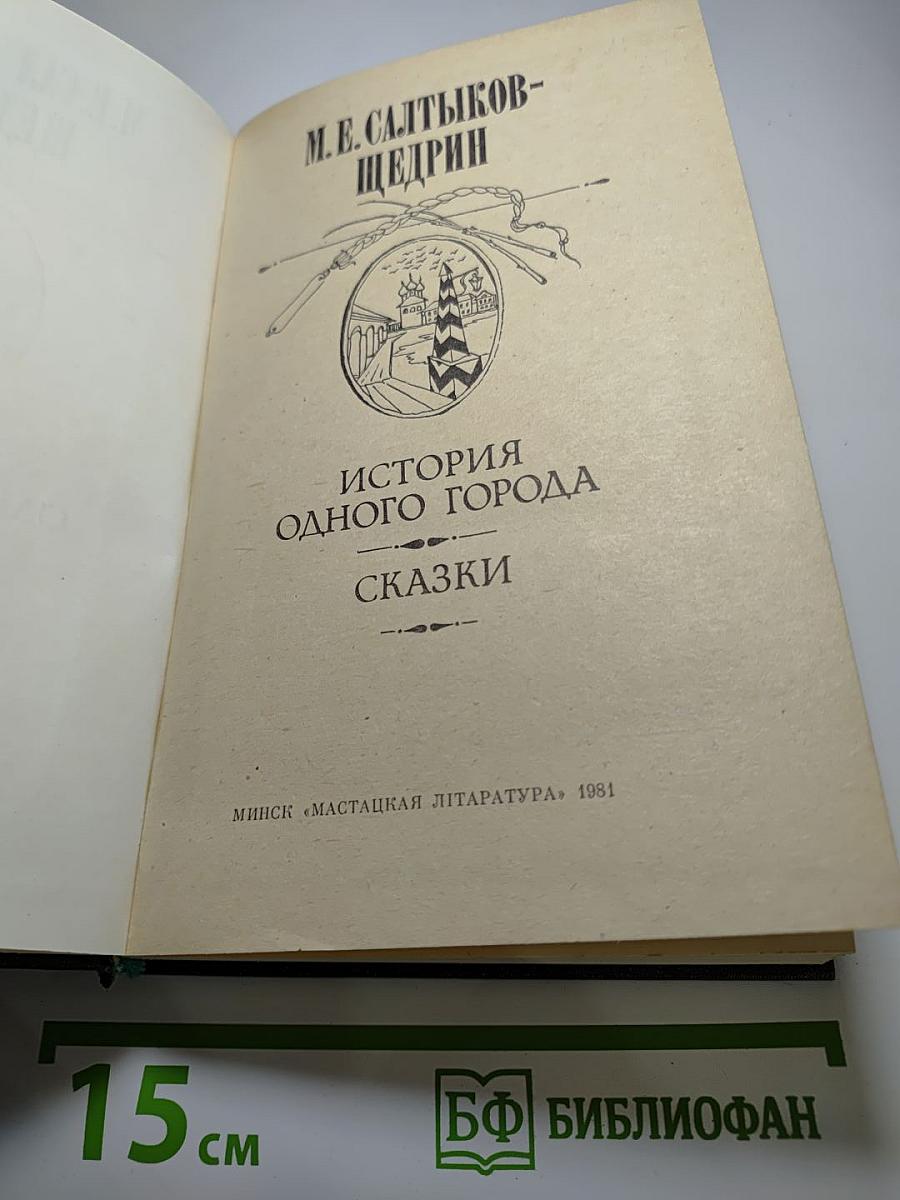 М. Е. САЛТЫКОВ-
ЩЕДРИН
ИСТОРИЯ
ОДНОГО ГОРОДА
СКАЗКИ
МИНСК «МАСТАЦКАЯ ЛІТАРАТУРА» 1981
15 см
БФ БИБЛИОФАН